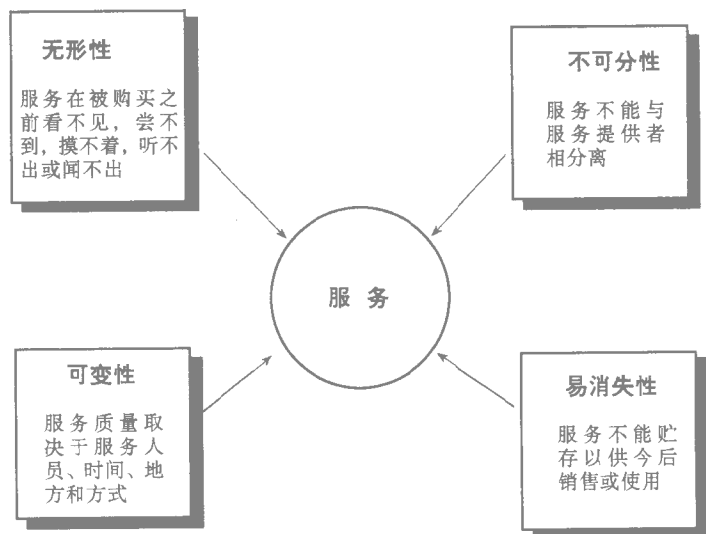 无形性
服务在被购买之
前看不见，尝不
到，摸不着，听不
出或闻不出
不可分性
服务不能与
服务提供者
相分离
服务
可变性
服务质量取
决于服务人
员、时间、地
方和方式
易消失性
服务不能贮
存以供今后
销售或使用